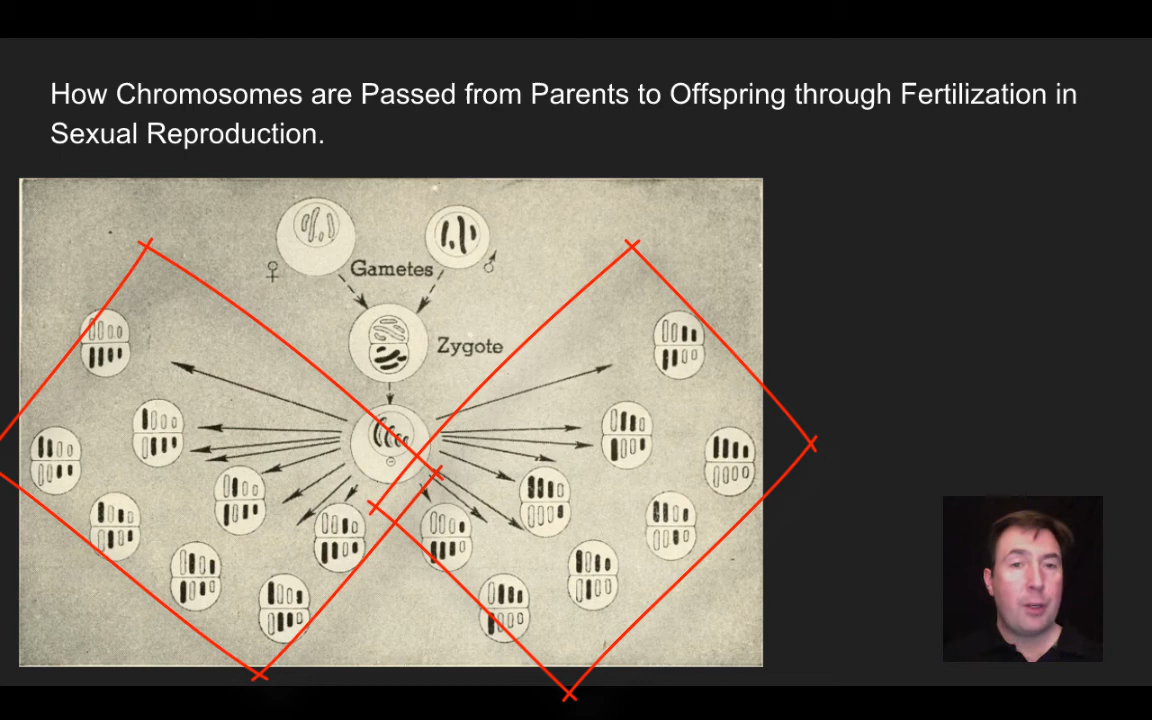 How Chromosomes are Passed from Parents to Offspring through Fertilization in
Sexual Reproduction.
Gametes
Zygote